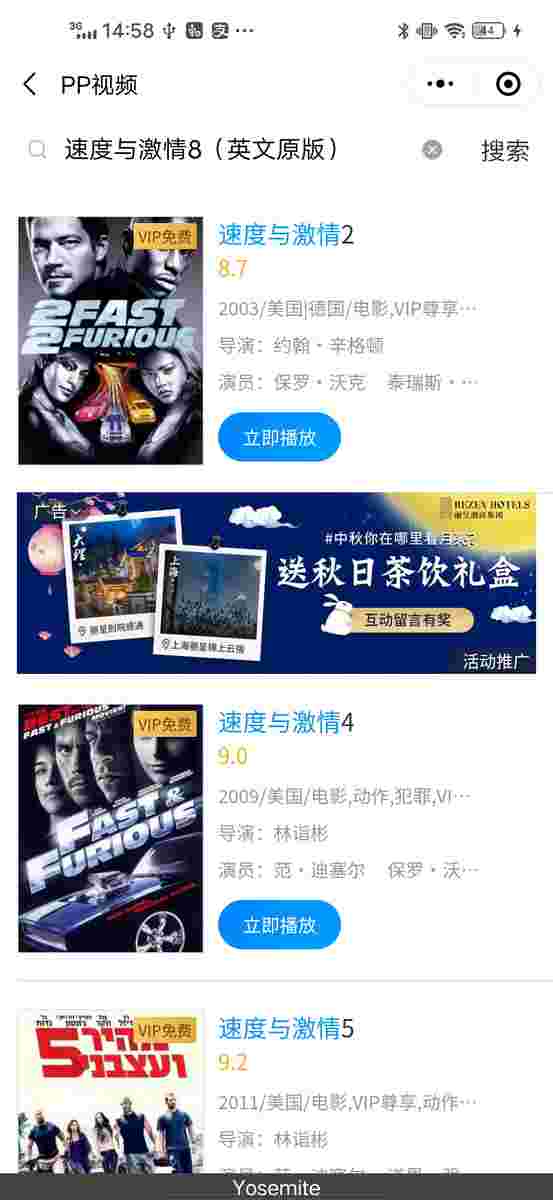 3G 14:58 44
PP视频
速度与激情8（英文原版） 搜索
VIP免费
2FAST
2FURIOUS
速度与激情2
8.7
2003/美国|德国/电影,VIP尊享…
导演：约翰·辛格顿
演员：保罗·沃克 泰瑞斯·…
立即播放
广告
REZEN HOTELS
丽呈酒店集团
#中秋你在哪里看月亮
大理
上海
送秋日茶饮礼盒
丽呈别院喜遇
上海丽呈锦上云宿
互动留言有奖
活动推广
VIP免费
FAST & FURIOUS
MOVIE!
FAST &
FURIOUS
速度与激情4
9.0
2009/美国/电影,动作,犯罪,VI…
导演：林诣彬
演员：范·迪塞尔 保罗·沃…
立即播放
VIP免费
מהיר
ועצבני 5
速度与激情5
9.2
2011/美国/电影,VIP尊享,动作…
导演：林诣彬
Yosemite